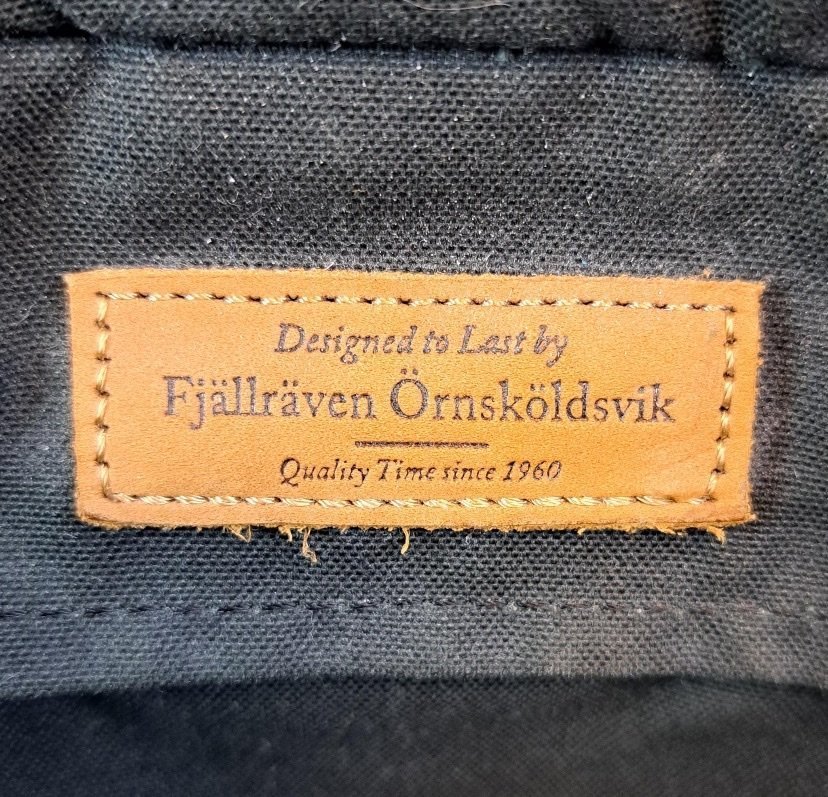 Designed to Last by
Fjällräven Örnsköldsvik
Quality Time since 1960